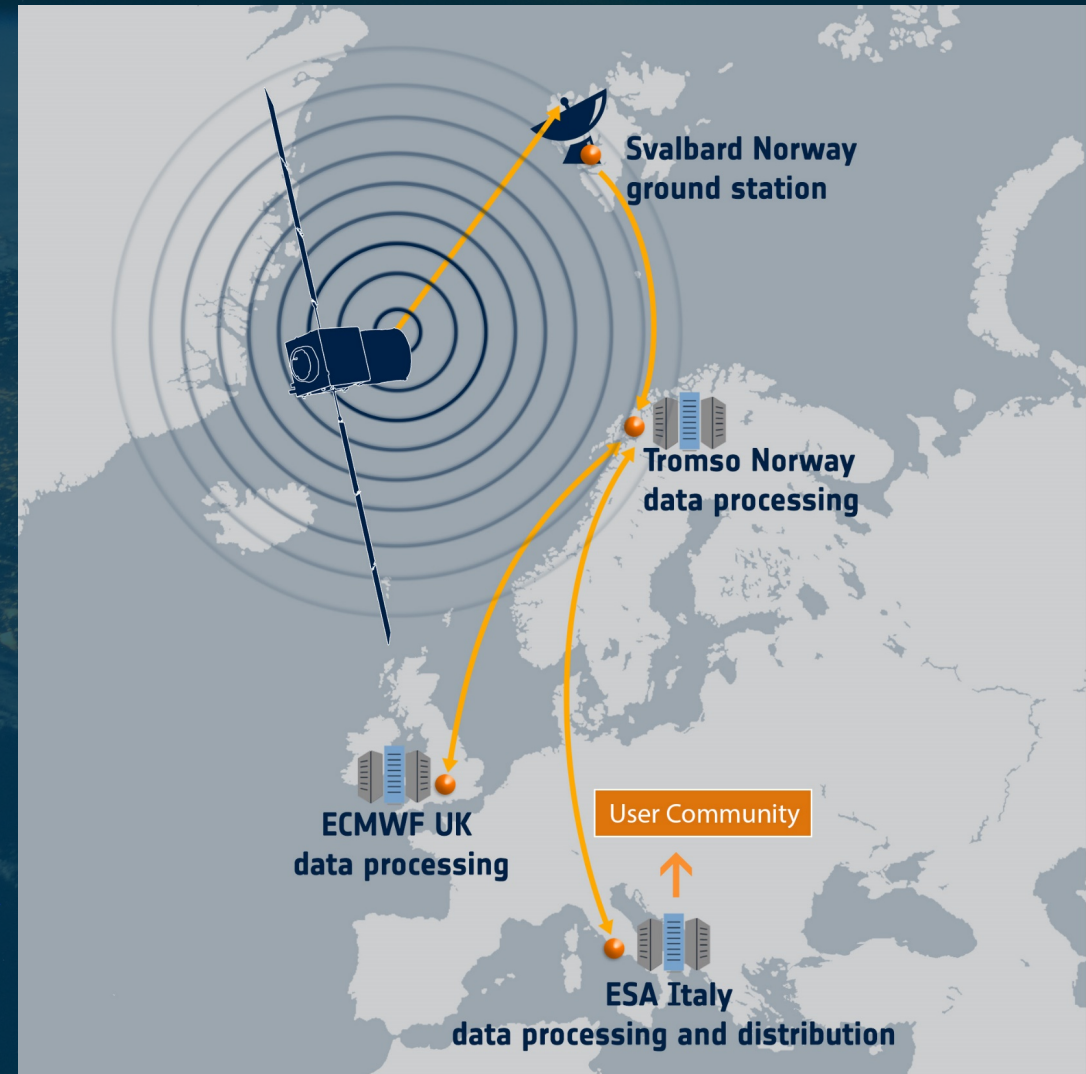 Svalbard Norway
ground station
Tromso Norway
data processing
ECMWF UK
data processing
User Community
ESA Italy
data processing and distribution